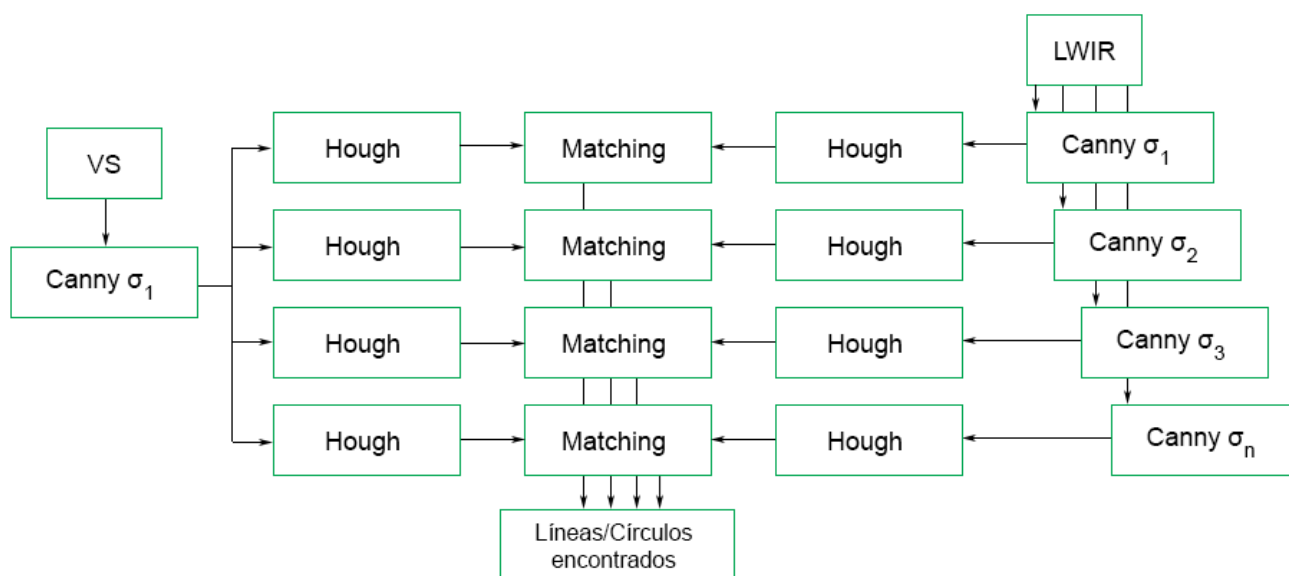 LWIR
VS
Hough
Matching
Hough
Canny σ1
Canny σ1
Hough
Matching
Hough
Canny σ2
Hough
Matching
Hough
Canny σ3
Hough
Matching
Hough
Canny σn
Líneas/Círculos
encontrados